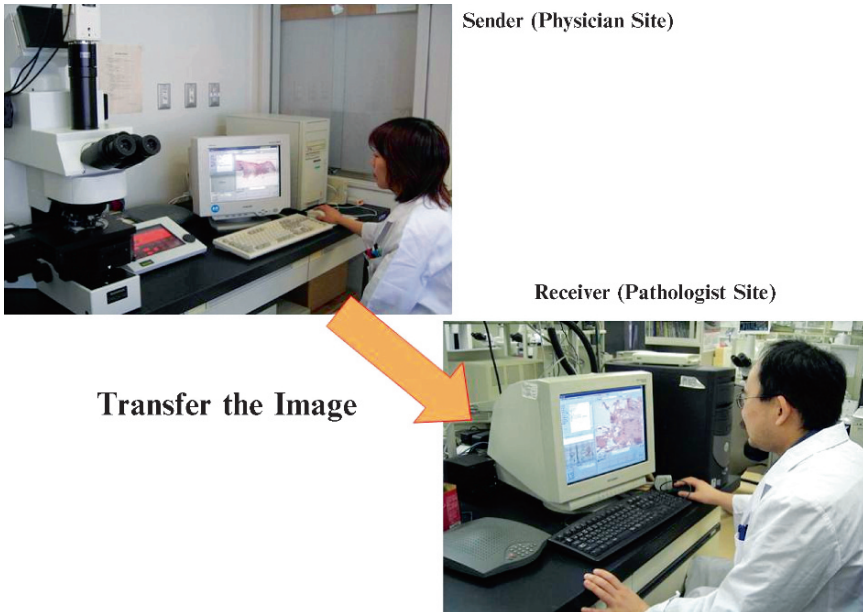 Sender (Physician Site)
Receiver (Pathologist Site)
Transfer the Image